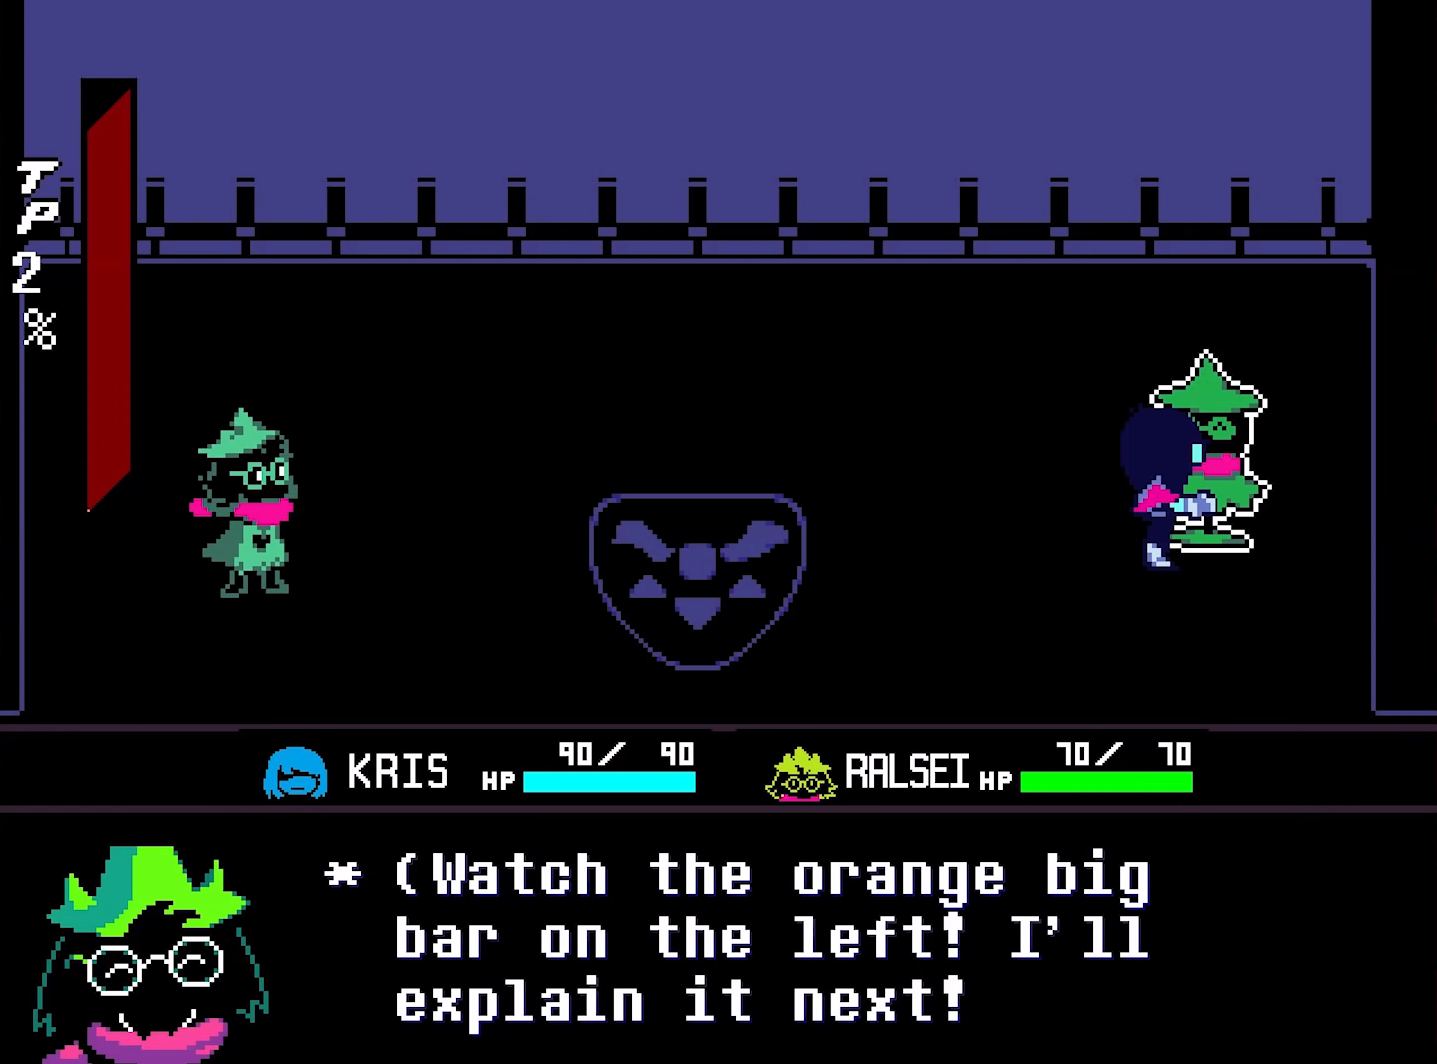 T
P
2
%
KRIS HP 90/ 90 RALSEI HP 70/ 70
* (Watch the orange big
bar on the left! I'll
explain it next!